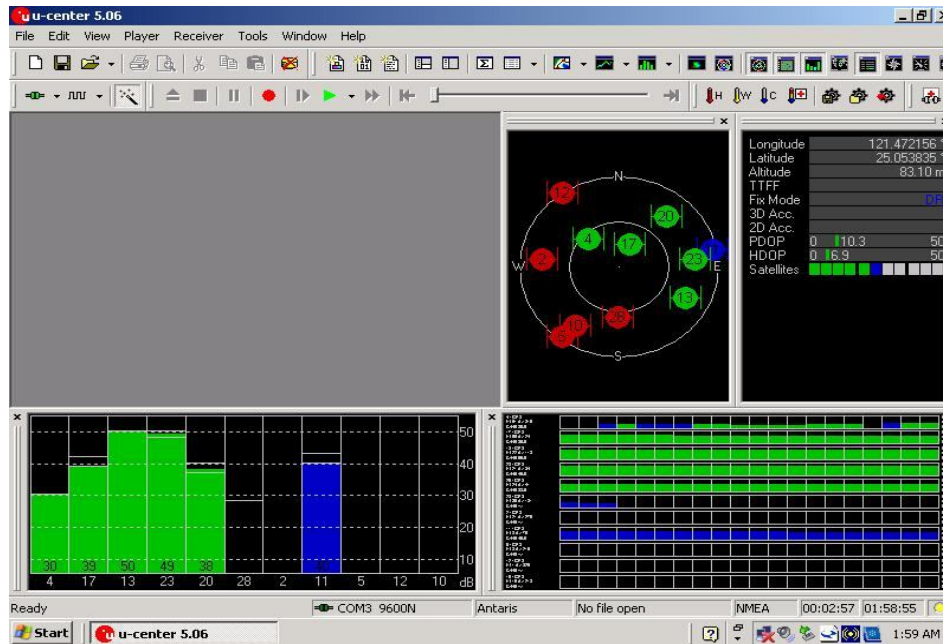 u-center 5.06
File Edit View Player Receiver Tools Window Help
H W C
N
12
20
4
17
2
23
W E
13
28
10
5
S
Longitude 121.472156
Latitude 25.053835
Altitude 83.10 m
TTFF
Fix Mode DR
3D Acc.
2D Acc.
PDOP 0 10.3 50
HDOP 0 6.9 50
Satellites
50
40
30
20
10
30 39 50 49 38 40
4 17 13 23 20 28 2 11 5 12 10 dB
Ready COM3 9600N Antaris No file open NMEA 00:02:57 01:58:55
Start u-center 5.06 1:59 AM